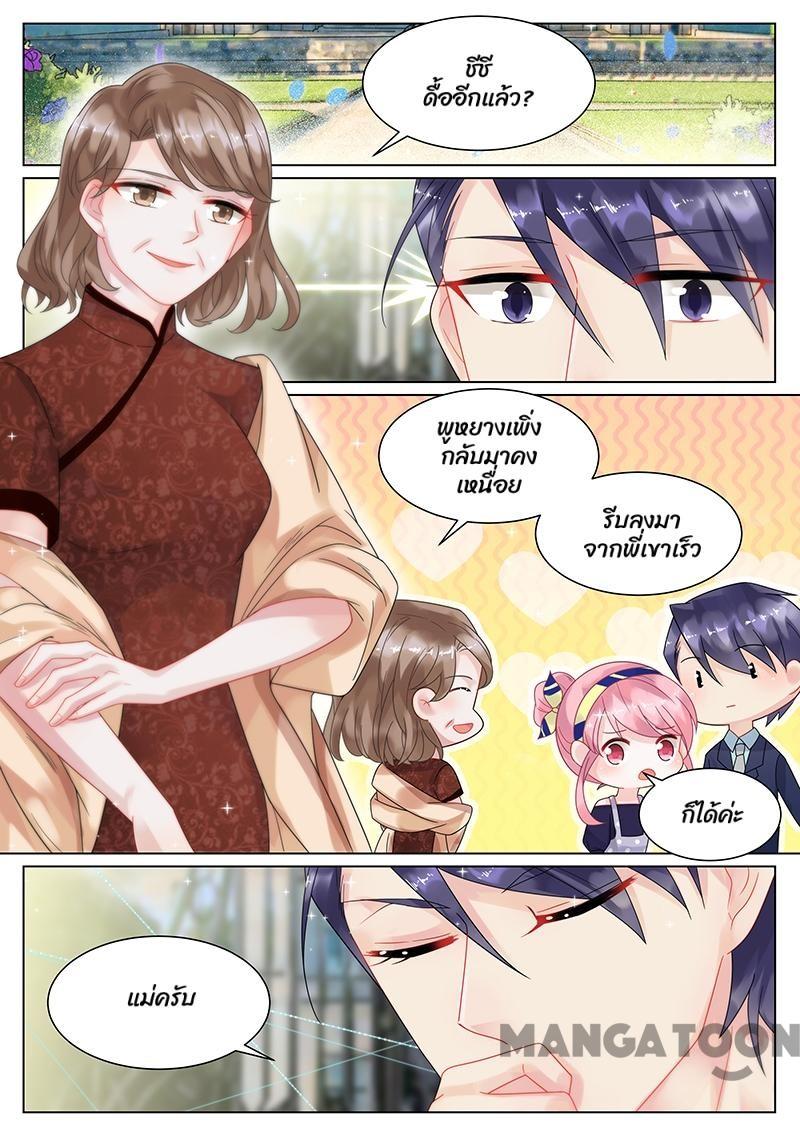 ชีชี
ดื้ออีกแล้ว?
พูหยางเพิ่ง
กลับมาคง
เหนื่อย
รีบลงมา
จากพี่เขาเร็ว
ก็ได้ค่ะ
แม่ครับ
MANGATOON